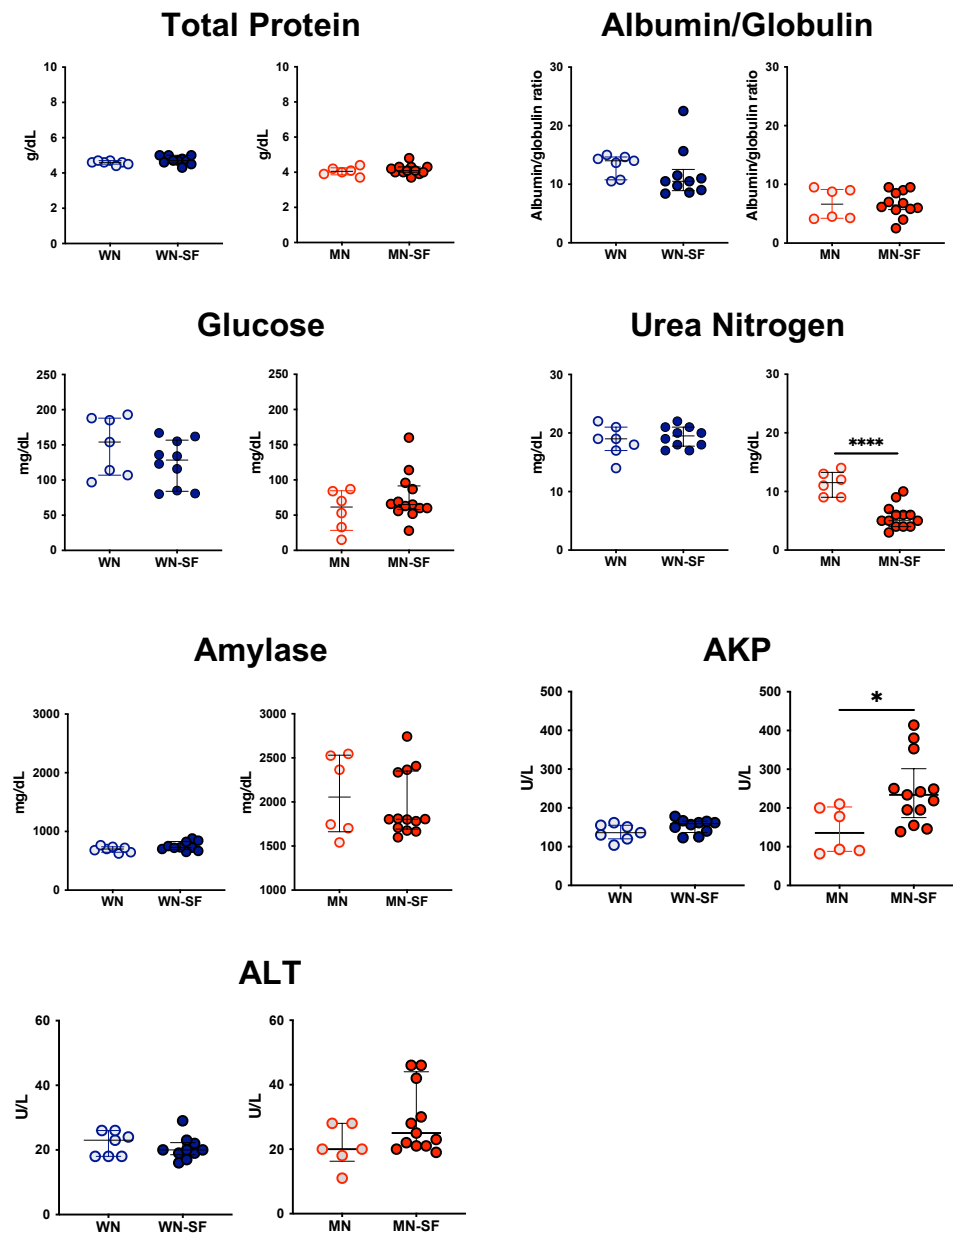 Total Protein
Albumin/Globulin
10
8
6
4
2
0
g/dL
WN
WN-SF
10
8
6
4
2
0
g/dL
MN
MN-SF
30
20
10
0
Albumin/globulin ratio
WN
WN-SF
30
20
10
0
Albumin/globulin ratio
MN
MN-SF
Glucose
Urea Nitrogen
250
200
150
100
50
0
mg/dL
WN
WN-SF
250
200
150
100
50
0
mg/dL
MN
MN-SF
30
20
10
0
mg/dL
WN
WN-SF
30
20
10
0
mg/dL
****
MN
MN-SF
Amylase
AKP
3000
2000
1000
0
mg/dL
WN
WN-SF
3000
2500
2000
1500
1000
mg/dL
MN
MN-SF
500
400
300
200
100
0
U/L
WN
WN-SF
500
400
300
200
100
0
U/L
*
MN
MN-SF
ALT
60
40
20
0
U/L
WN
WN-SF
60
40
20
0
U/L
MN
MN-SF